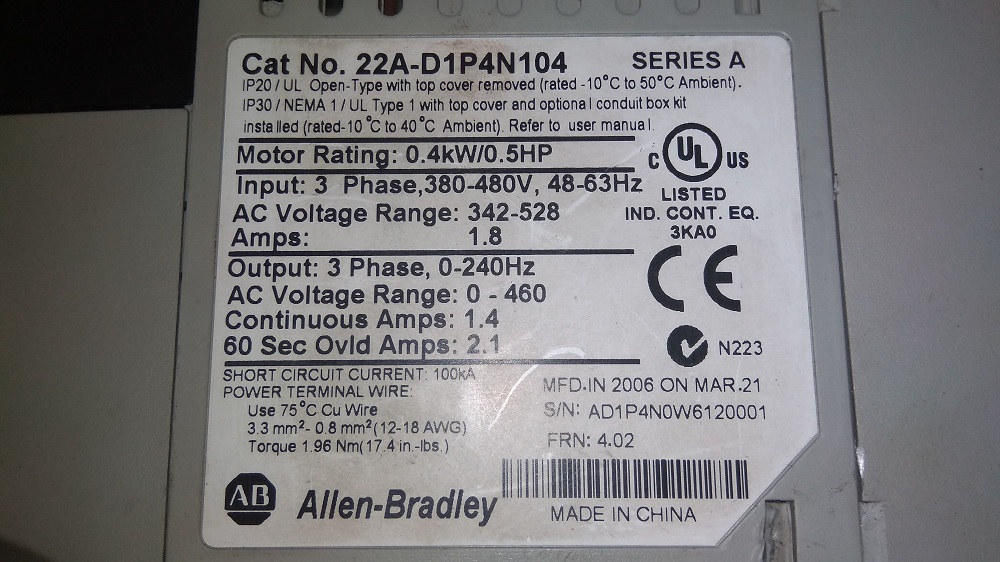 Cat No. 22A-D1P4N104 SERIES A
IP20 / UL Open-Type with top cover removed (rated -10°C to 50°C Ambient).
IP30 / NEMA 1 / UL Type 1 with top cover and optional conduit box kit
installed (rated-10°C to 40°C Ambient). Refer to user manual.
Motor Rating: 0.4kW/0.5HP
Input: 3 Phase,380-480V, 48-63Hz
AC Voltage Range: 342-528
Amps: 1.8
Output: 3 Phase, 0-240Hz
AC Voltage Range: 0 - 460
Continuous Amps: 1.4
60 Sec Ovld Amps: 2.1
C UL US
LISTED
IND. CONT. EQ.
3KA0
CE
N223
SHORT CIRCUIT CURRENT: 100kA
POWER TERMINAL WIRE:
Use 75°C Cu Wire
3.3 mm²- 0.8 mm² (12-18 AWG)
Torque 1.96 Nm(17.4 in.-lbs.)
MFD.IN 2006 ON MAR.21
S/N: AD1P4N0W6120001
FRN: 4.02
AB Allen-Bradley
MADE IN CHINA